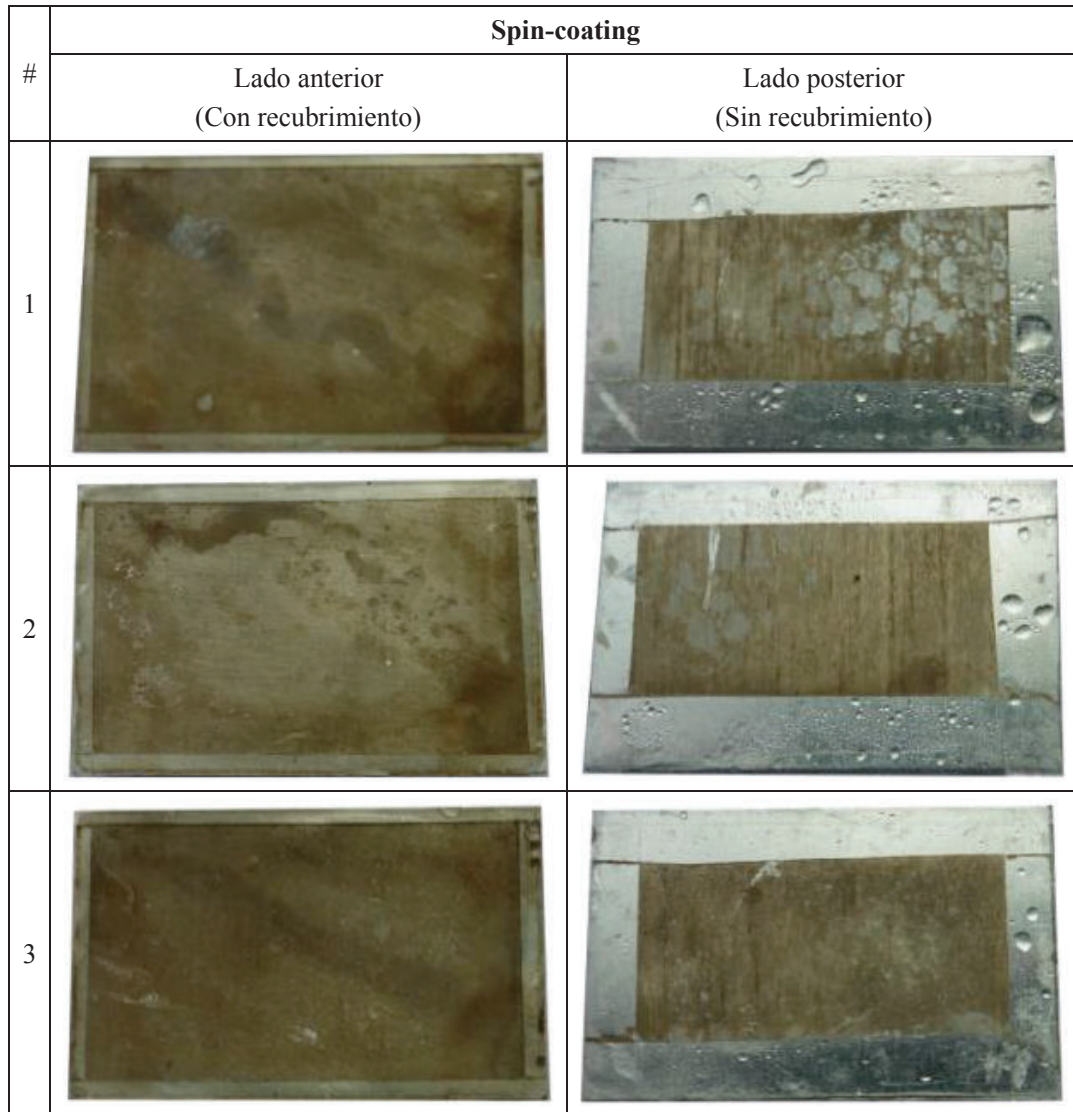 Spin-coating
#
Lado anterior
(Con recubrimiento)
Lado posterior
(Sin recubrimiento)
1
2
3